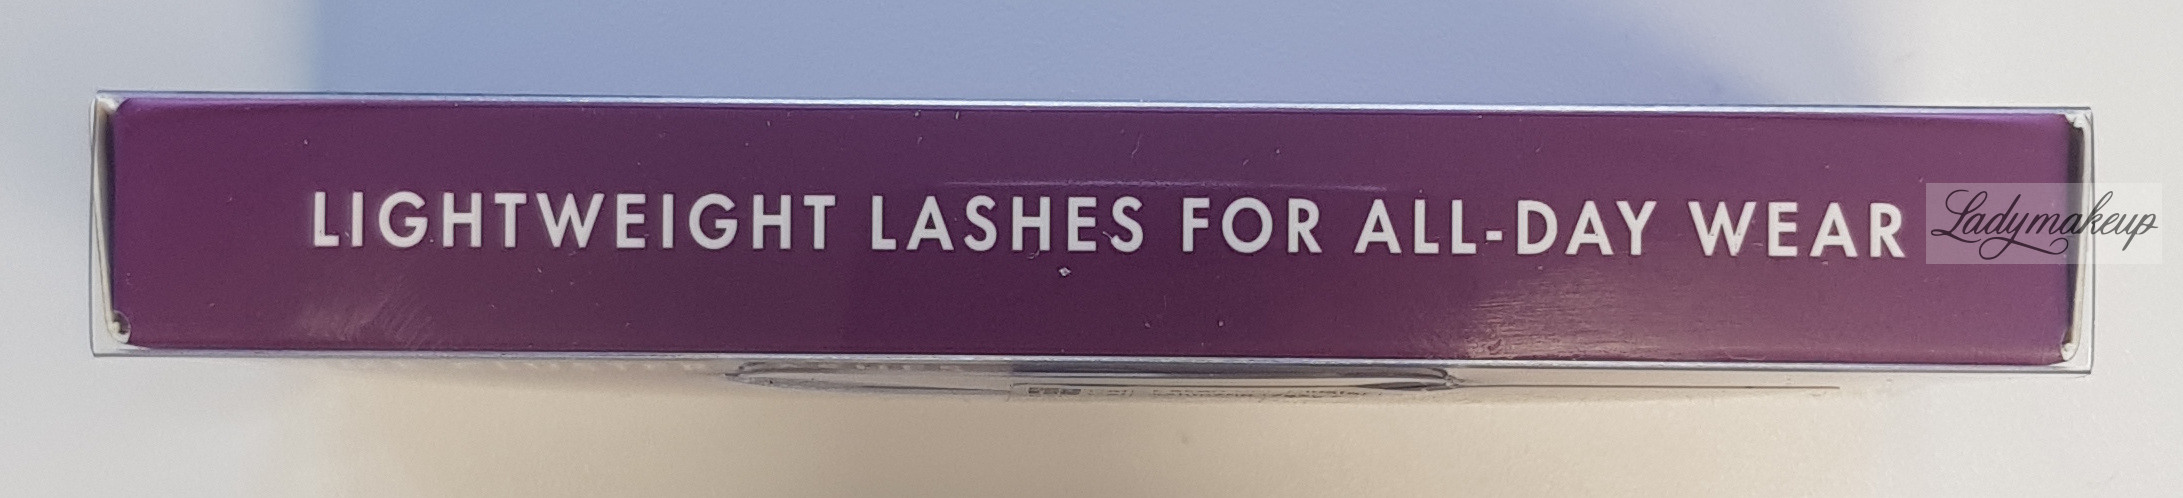 LIGHTWEIGHT LASHES FOR ALL-DAY WEAR
Ladymakeup